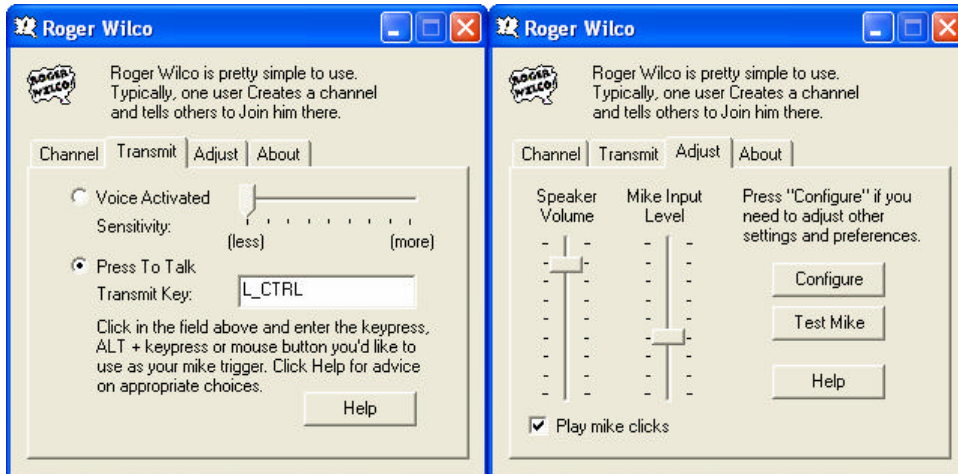 Roger Wilco
ROGER
WILCO!
Roger Wilco is pretty simple to use.
Typically, one user Creates a channel
and tells others to Join him there.
Channel Transmit Adjust About
Voice Activated
Sensitivity:
(less) (more)
Press To Talk
Transmit Key: L_CTRL
Click in the field above and enter the keypress,
ALT + keypress or mouse button you'd like to
use as your mike trigger. Click Help for advice
on appropriate choices.
Help
Roger Wilco
ROGER
WILCO!
Roger Wilco is pretty simple to use.
Typically, one user Creates a channel
and tells others to Join him there.
Channel Transmit Adjust About
Speaker
Volume
Mike Input
Level
Press "Configure" if you
need to adjust other
settings and preferences.
Configure
Test Mike
Help
Play mike clicks